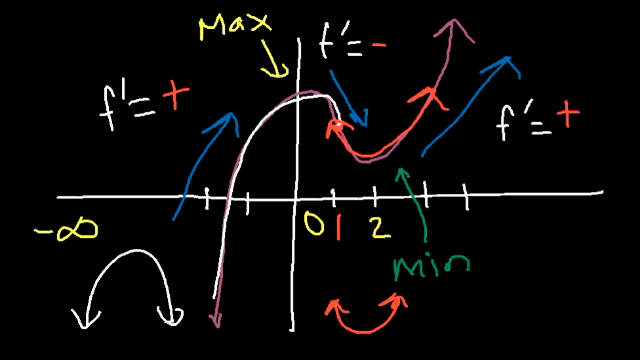 Max
f'= -
f'= +
f'= +
-∞
0 1 2
Min